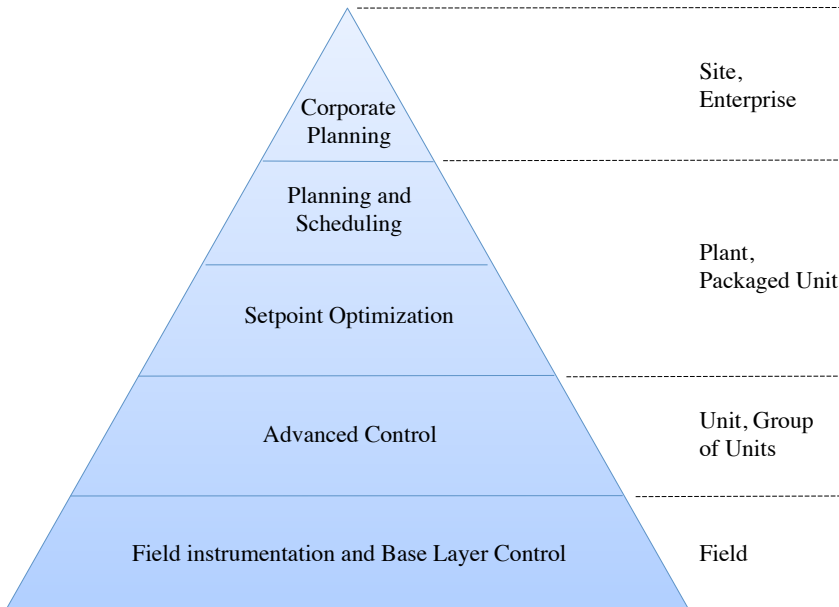 Corporate
Planning
Site,
Enterprise
Planning and
Scheduling
Setpoint Optimization
Plant,
Packaged Unit
Advanced Control
Unit, Group
of Units
Field instrumentation and Base Layer Control
Field